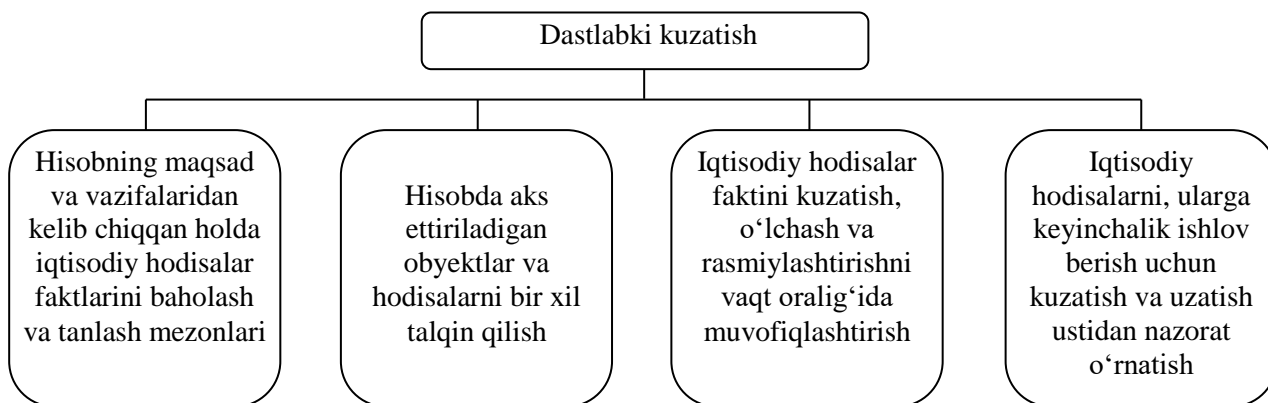 Dastlabki kuzatish
Hisobning maqsad
va vazifalaridan
kelib chiqqan holda
iqtisodiy hodisalar
faktlarini baholash
va tanlash mezonlari
Hisobda aks
ettiriladigan
obyektlar va
hodisalarni bir xil
talqin qilish
Iqtisodiy hodisalar
faktini kuzatish,
o‘lchash va
rasmiylashtirishni
vaqt oralig‘ida
muvofiqlashtirish
Iqtisodiy
hodisalarni, ularga
keyinchalik ishlov
berish uchun
kuzatish va uzatish
ustidan nazorat
o‘rnatish